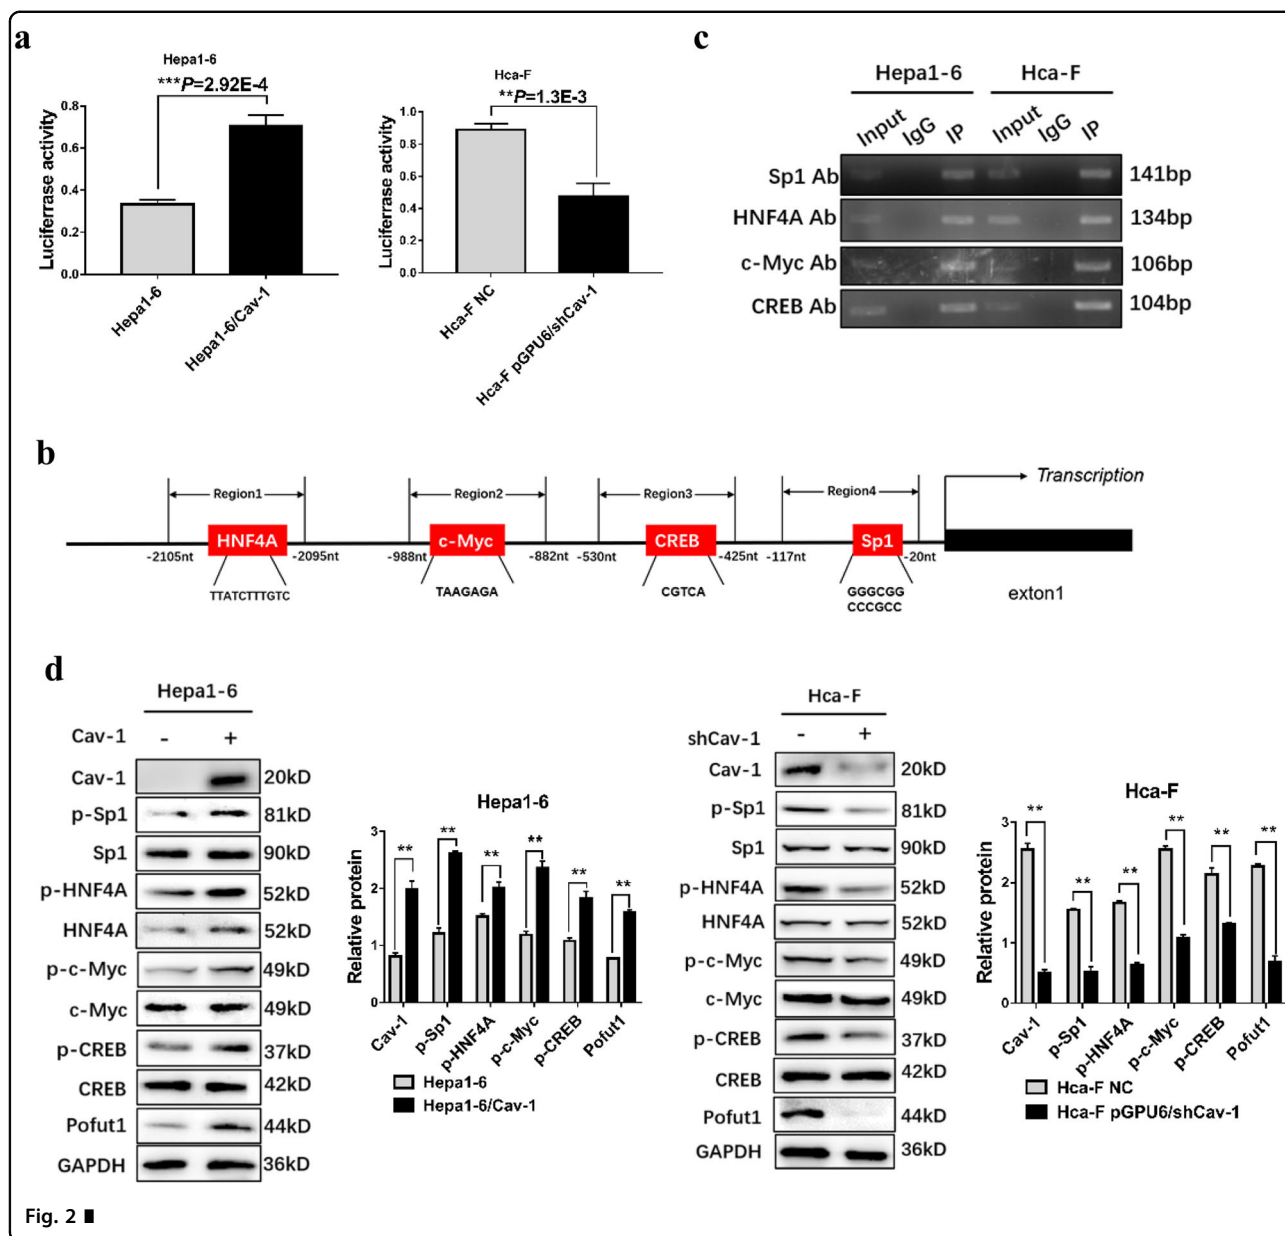 a
Hepa1-6
***P=2.92E-4
Luciferrase activity
0.8
0.6
0.4
0.2
0.0
Hepa1-6
Hepa1-6/Cav-1
Hca-F
**P=1.3E-3
Luciferrase activity
1.0
0.8
0.6
0.4
0.2
0.0
Hca-F NC
Hca-F pGPU6/shCav-1
c
Hepa1-6 Hca-F
Input IgG IP Input IgG IP
Sp1 Ab 141bp
HNF4A Ab 134bp
c-Myc Ab 106bp
CREB Ab 104bp
b
Region1 Region2 Region3 Region4 Transcription
HNF4A c-Myc CREB Sp1
-2105nt -2095nt -988nt -882nt -530nt -425nt -117nt -20nt
TTATCTTTGTC TAAGAGA CGTCA GGGCGG
CCCGCC
exton1
d
Hepa1-6
Cav-1 - +
Cav-1 20kD
p-Sp1 81kD
Sp1 90kD
p-HNF4A 52kD
HNF4A 52kD
p-c-Myc 49kD
c-Myc 49kD
p-CREB 37kD
CREB 42kD
Pofut1 44kD
GAPDH 36kD
Hepa1-6
Relative protein
3
2
1
0
** ** ** ** ** **
Cav-1 p-Sp1 p-HNF4A p-c-Myc p-CREB Pofut1
Hepa1-6
Hepa1-6/Cav-1
Hca-F
shCav-1 - +
Cav-1 20kD
p-Sp1 81kD
Sp1 90kD
p-HNF4A 52kD
HNF4A 52kD
p-c-Myc 49kD
c-Myc 49kD
p-CREB 37kD
CREB 42kD
Pofut1 44kD
GAPDH 36kD
Hca-F
Relative protein
3
2
1
0
** ** ** ** ** **
Cav-1 p-Sp1 p-HNF4A p-c-Myc p-CREB Pofut1
Hca-F NC
Hca-F pGPU6/shCav-1
Fig. 2